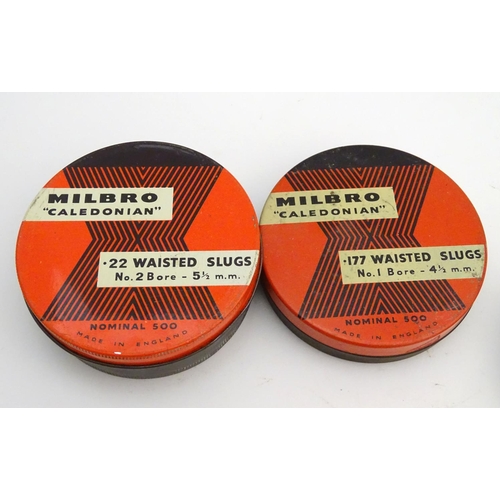 MILBRO
"CALEDONIAN"
·22 WAISTED SLUGS
No.2 Bore - 5½ m.m.
NOMINAL 500
MADE IN ENGLAND
MILBRO
"CALEDONIAN"
·177 WAISTED SLUGS
No.1 Bore - 4½ m.m.
NOMINAL 500
MADE IN ENGLAND